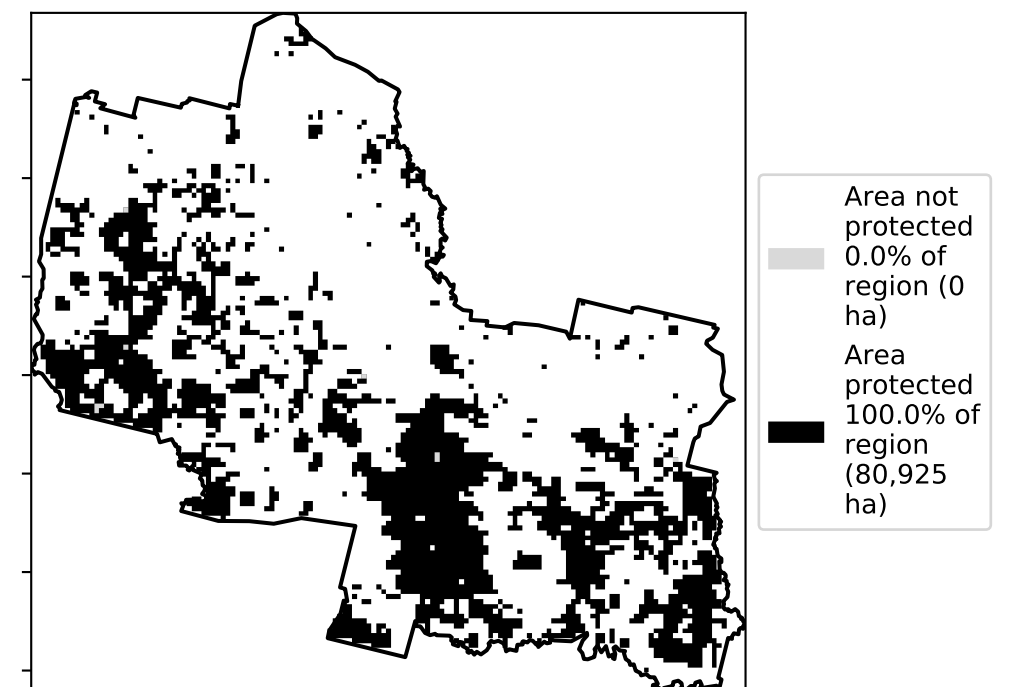 Area not
protected
0.0% of
region (0
ha)
Area
protected
100.0% of
region
(80,925
ha)